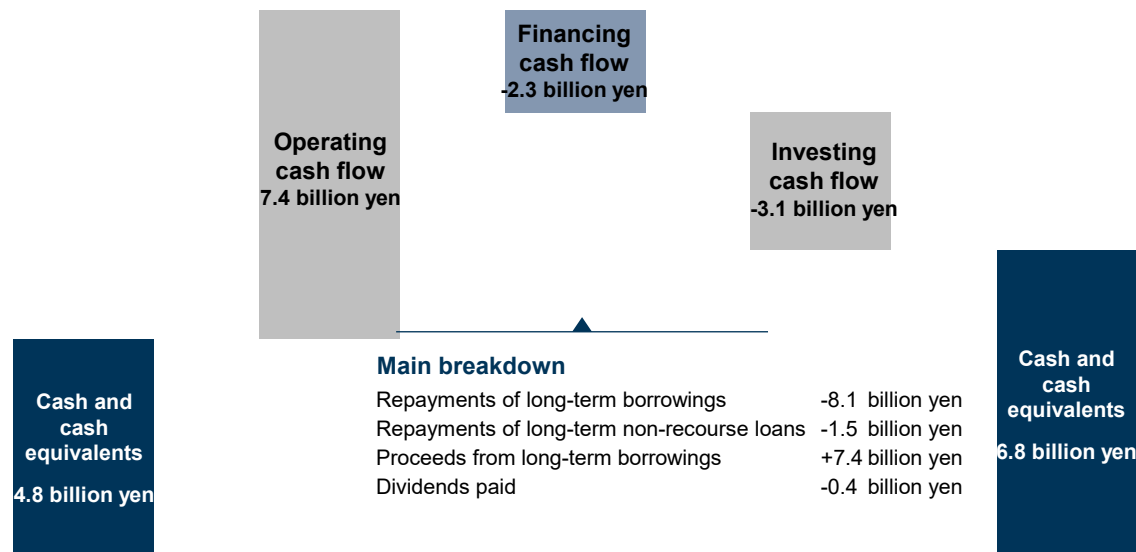 Financing
cash flow
-2.3 billion yen
Operating
cash flow
7.4 billion yen
Investing
cash flow
-3.1 billion yen
Main breakdown
Repayments of long-term borrowings -8.1 billion yen
Repayments of long-term non-recourse loans -1.5 billion yen
Proceeds from long-term borrowings +7.4 billion yen
Dividends paid -0.4 billion yen
Cash and
cash
equivalents
4.8 billion yen
Cash and
cash
equivalents
6.8 billion yen